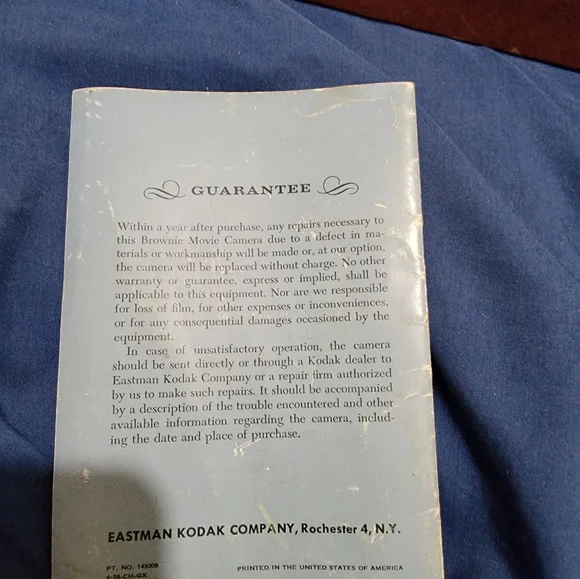 GUARANTEE
Within a year after purchase, any repairs necessary to
this Brownie Movie Camera due to a defect in ma-
terials or workmanship will be made or, at our option,
the camera will be replaced without charge. No other
warranty or guarantee, express or implied, shall be
applicable to this equipment. Nor are we responsible
for loss of film, for other expenses or inconveniences,
or for any consequential damages occasioned by the
equipment.
In case of unsatisfactory operation, the camera
should be sent directly or through a Kodak dealer to
Eastman Kodak Company or a repair firm authorized
by us to make such repairs. It should be accompanied
by a description of the trouble encountered and other
available information regarding the camera, includ-
ing the date and place of purchase.
EASTMAN KODAK COMPANY, Rochester 4, N.Y.
PT. NO. 149008 PRINTED IN THE UNITED STATES OF AMERICA
4-58-CH-GX